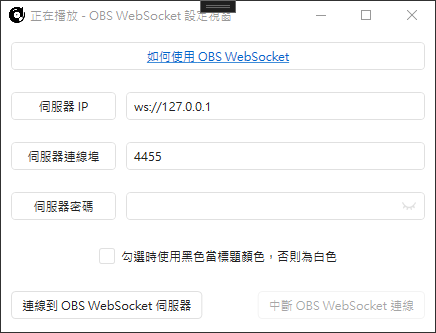 正在播放 - OBS WebSocket 設定視窗
如何使用 OBS WebSocket
伺服器 IP
ws://127.0.0.1
伺服器連線埠
4455
伺服器密碼
勾選時使用黑色當標題顏色，否則為白色
連線到 OBS WebSocket 伺服器
中斷 OBS WebSocket 連線